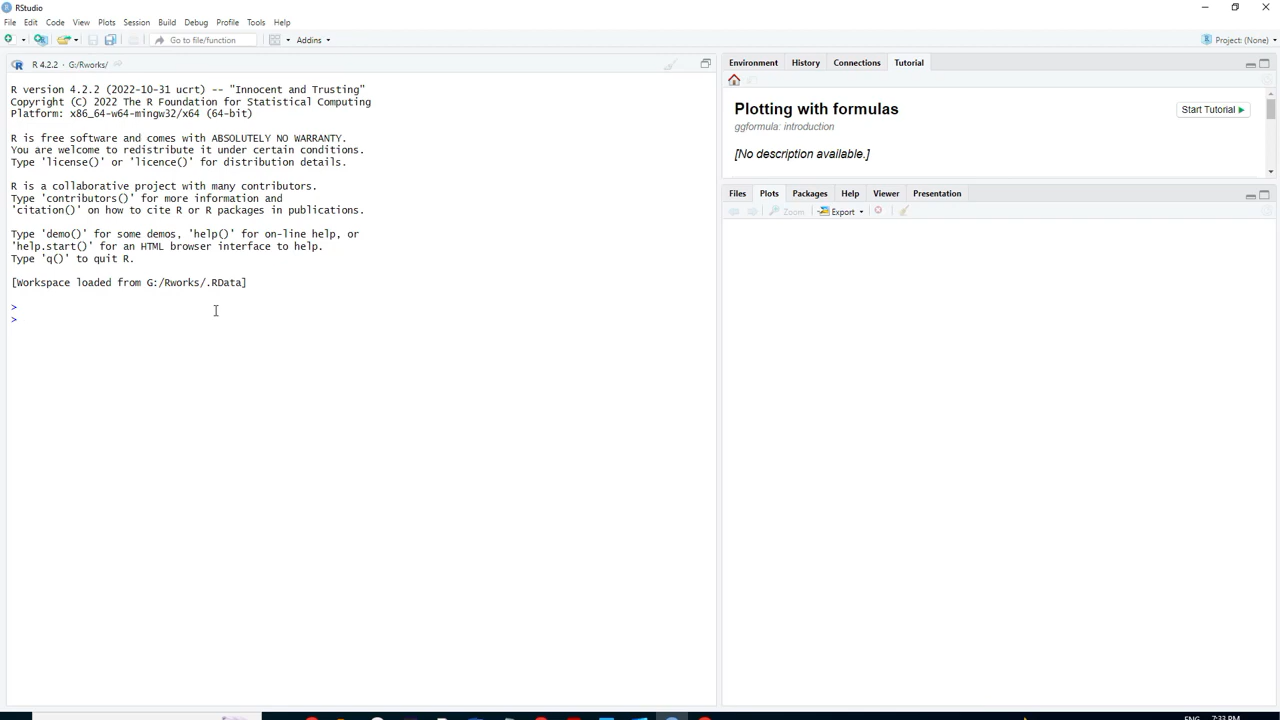 RStudio
File Edit Code View Plots Session Build Debug Profile Tools Help
Go to file/function Addins Project: (None)
R 4.2.2 · G:/Rworks/
R version 4.2.2 (2022-10-31 ucrt) -- "Innocent and Trusting"
Copyright (C) 2022 The R Foundation for Statistical Computing
Platform: x86_64-w64-mingw32/x64 (64-bit)
R is free software and comes with ABSOLUTELY NO WARRANTY.
You are welcome to redistribute it under certain conditions.
Type 'license()' or 'licence()' for distribution details.
R is a collaborative project with many contributors.
Type 'contributors()' for more information and
'citation()' on how to cite R or R packages in publications.
Type 'demo()' for some demos, 'help()' for on-line help, or
'help.start()' for an HTML browser interface to help.
Type 'q()' to quit R.
[Workspace loaded from G:/Rworks/.RData]
>
>
Environment History Connections Tutorial
Plotting with formulas
Start Tutorial
ggformula: introduction
[No description available.]
Files Plots Packages Help Viewer Presentation
Zoom Export
ENG 7:33 PM